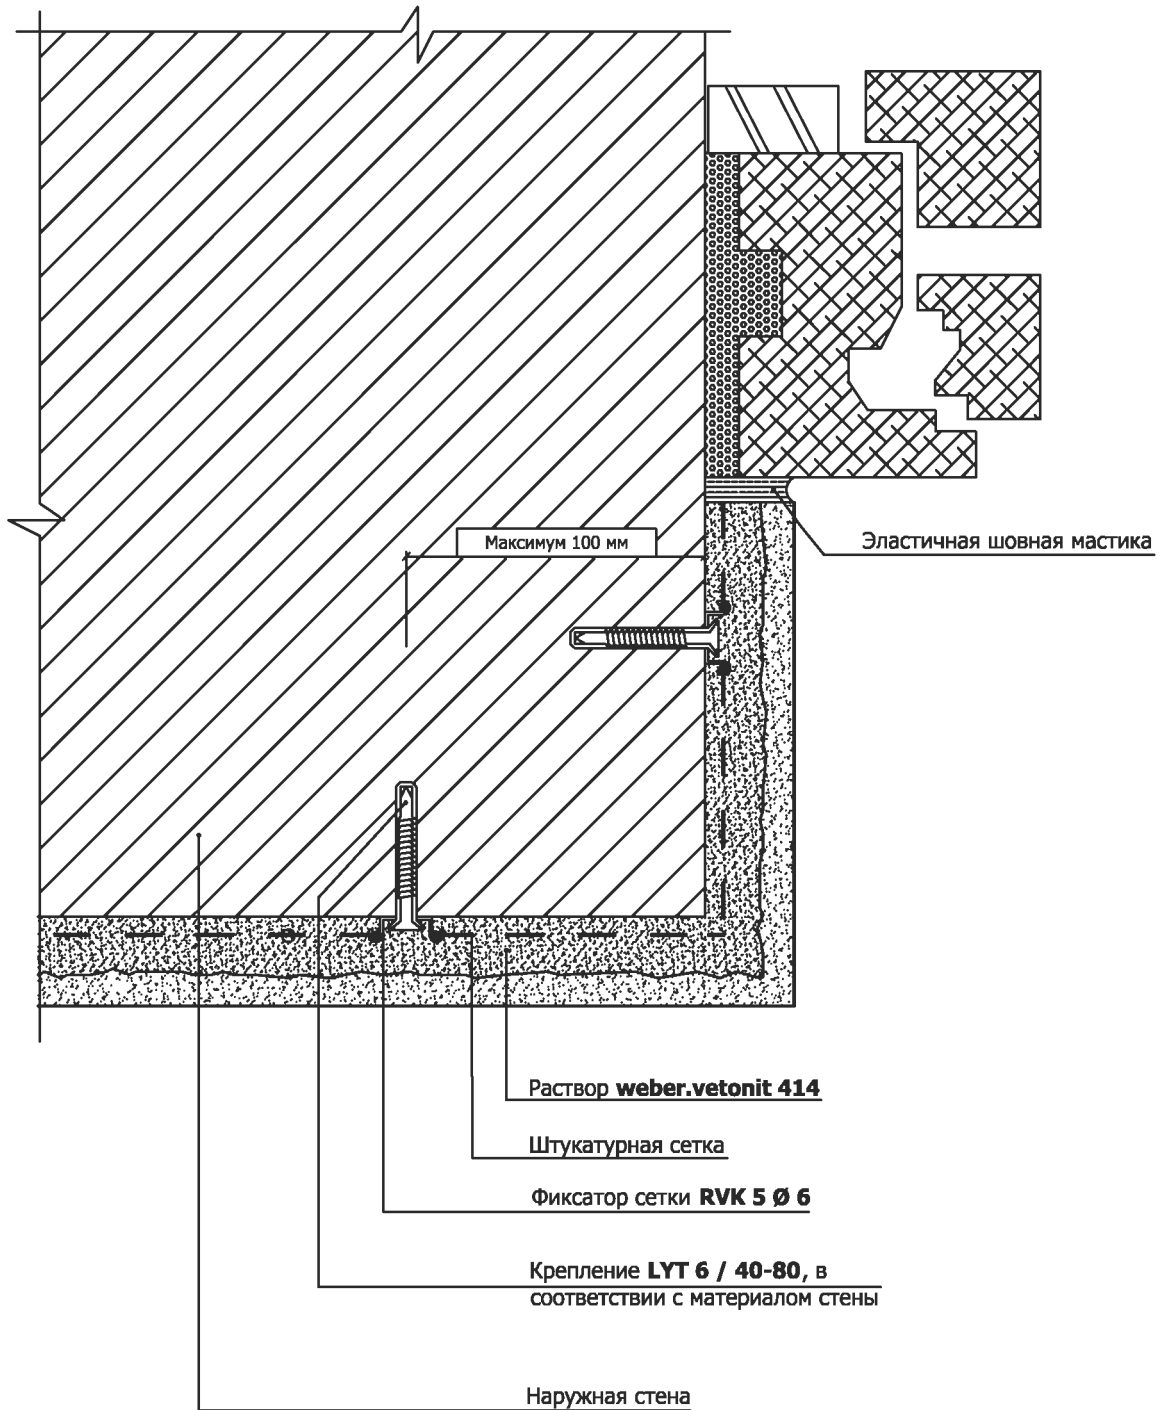 Максимум 100 мм
Эластичная шовная мастика
Раствор weber.vetonit 414
Штукатурная сетка
Фиксатор сетки RVK 5 Ø 6
Крепление LYT 6 / 40-80, в
соответствии с материалом стены
Наружная стена